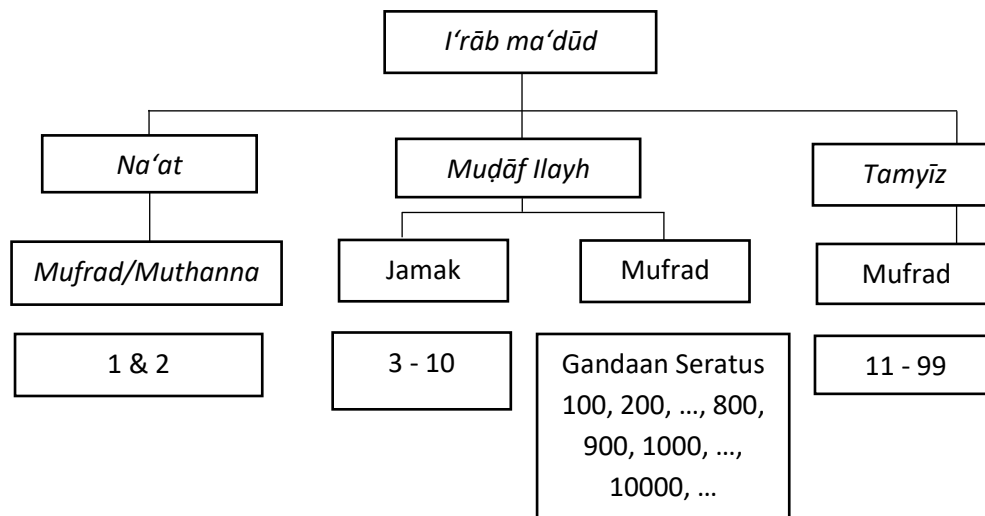 I‘rāb ma‘dūd
Na‘at
Muḍāf Ilayh
Tamyīz
Mufrad/Muthanna
Jamak
Mufrad
Mufrad
1 & 2
3 - 10
Gandaan Seratus
100, 200, ..., 800,
900, 1000, ...,
10000, ...
11 - 99